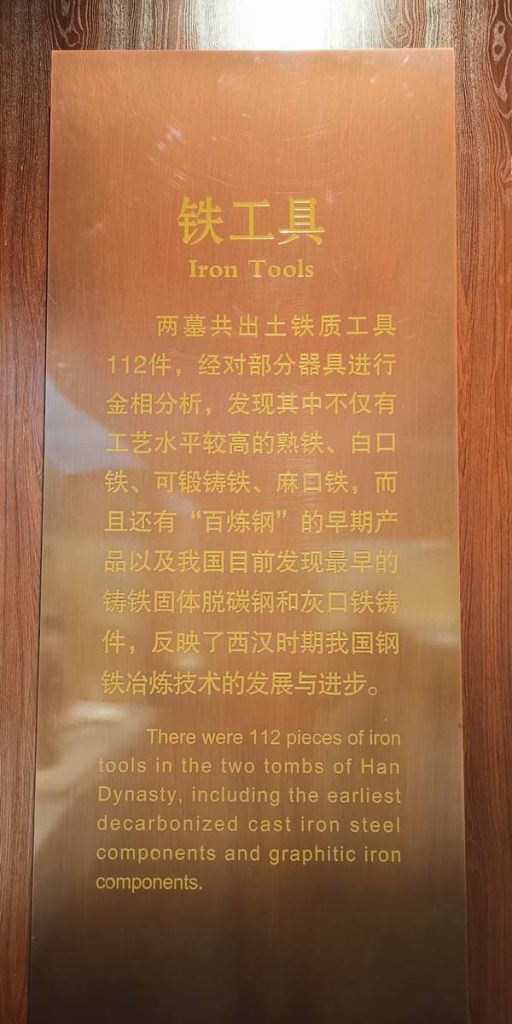 铁工具
Iron Tools
两墓共出土铁质工具
112件，经对部分器具进行
金相分析，发现其中不仅有
工艺水平较高的熟铁、白口
铁、可锻铸铁、麻口铁，而
且还有“百炼钢”的早期产
品以及我国目前发现最早的
铸铁固体脱碳钢和灰口铁铸
件，反映了西汉时期我国钢
铁冶炼技术的发展与进步。
There were 112 pieces of iron
tools in the two tombs of Han
Dynasty, including the earliest
decarbonized cast iron steel
components and graphitic iron
components.